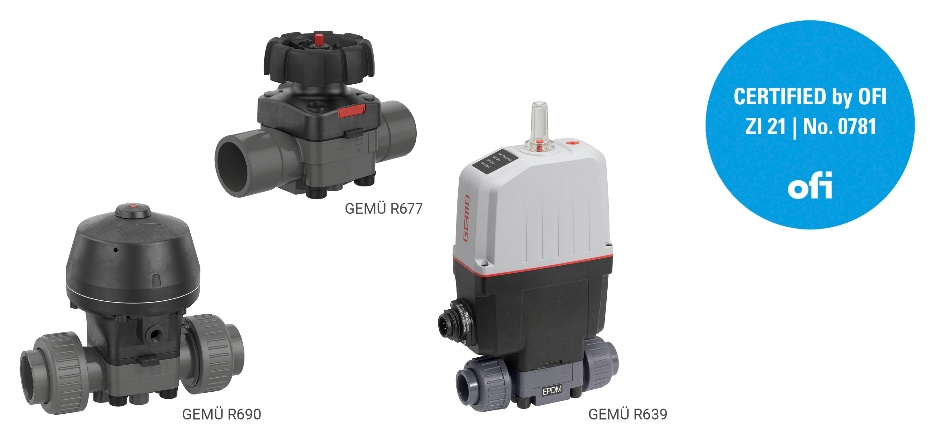 CERTIFIED by OFI
ZI 21 | No. 0781
ofi
GEMÜ R677
GEMÜ
EPDM
GEMÜ R690
GEMÜ R639